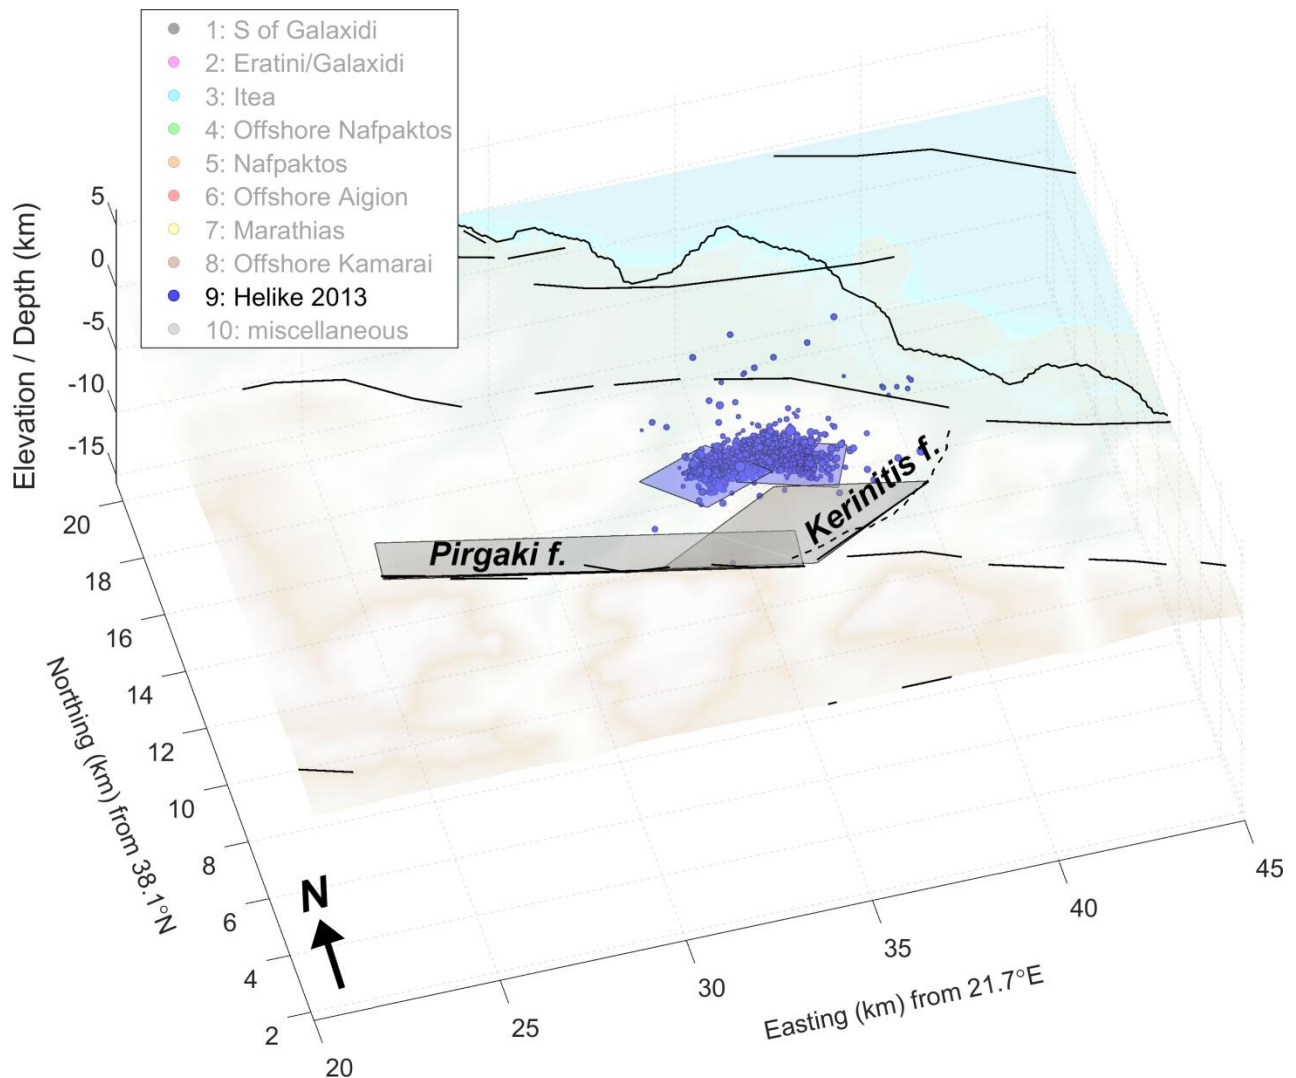 1: S of Galaxidi
2: Eratini/Galaxidi
3: Itea
4: Offshore Nafpaktos
5: Nafpaktos
6: Offshore Aigion
7: Marathias
8: Offshore Kamarai
9: Helike 2013
10: miscellaneous
Elevation / Depth (km)
5
0
-5
-10
-15
Kerinitis f.
Pirgaki f.
20
18
16
14
12
10
8
6
4
2
Northing (km) from 38.1°N
N
20
25
30
35
40
45
Easting (km) from 21.7°E